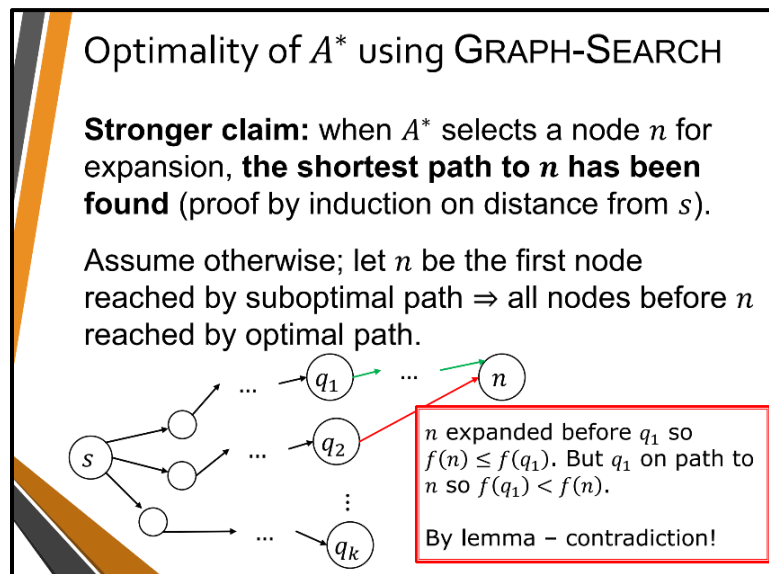 Optimality of A* using GRAPH-SEARCH
Stronger claim: when A* selects a node n for
expansion, the shortest path to n has been
found (proof by induction on distance from s).
Assume otherwise; let n be the first node
reached by suboptimal path ⇒ all nodes before n
reached by optimal path.
... q₁ ... n
s ... q₂
⋮
... qₖ
n expanded before q₁ so
f(n) ≤ f(q₁). But q₁ on path to
n so f(q₁) < f(n).
By lemma – contradiction!